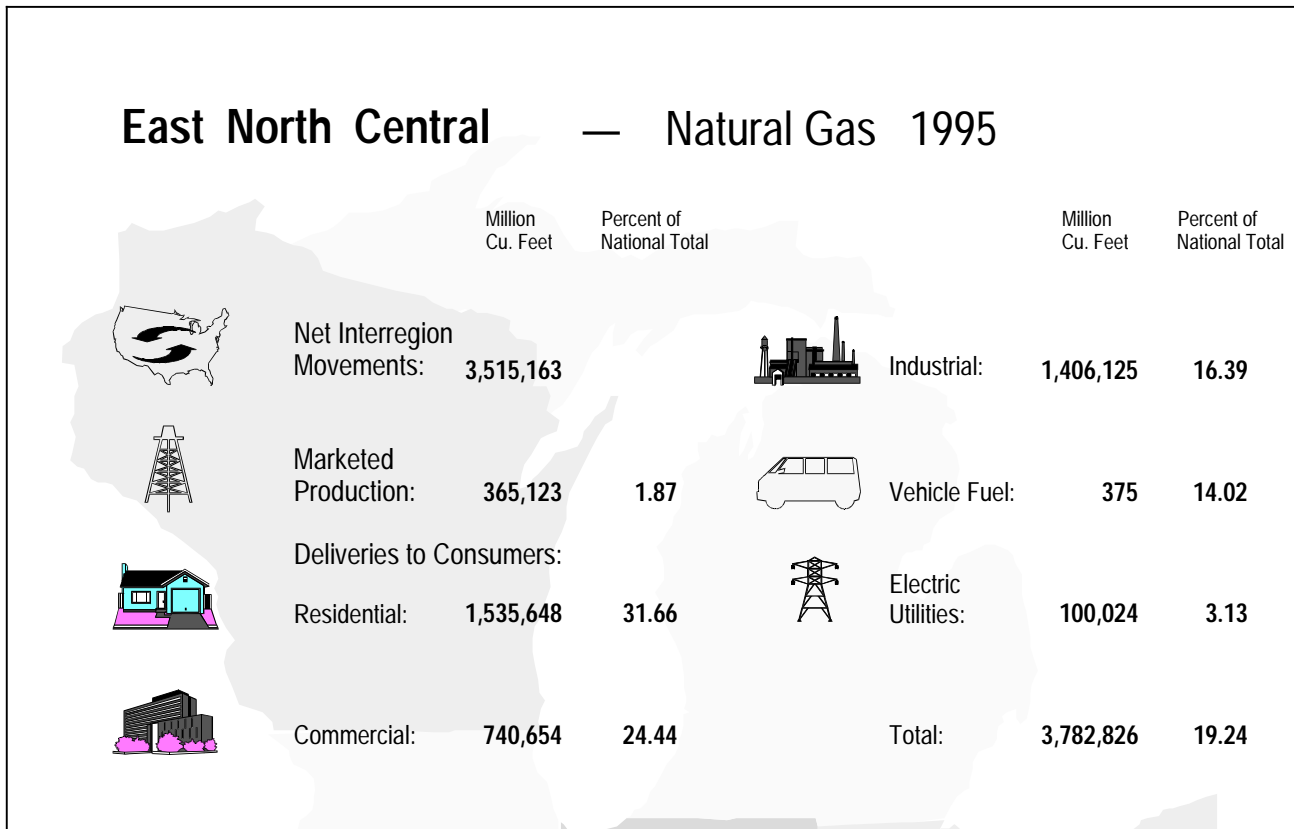 East North Central — Natural Gas 1995
Million
Cu. Feet
Percent of
National Total
Net Interregion
Movements: 3,515,163
Marketed
Production: 365,123 1.87
Deliveries to Consumers:
Residential: 1,535,648 31.66
Commercial: 740,654 24.44
Million
Cu. Feet
Percent of
National Total
Industrial: 1,406,125 16.39
Vehicle Fuel: 375 14.02
Electric
Utilities: 100,024 3.13
Total: 3,782,826 19.24